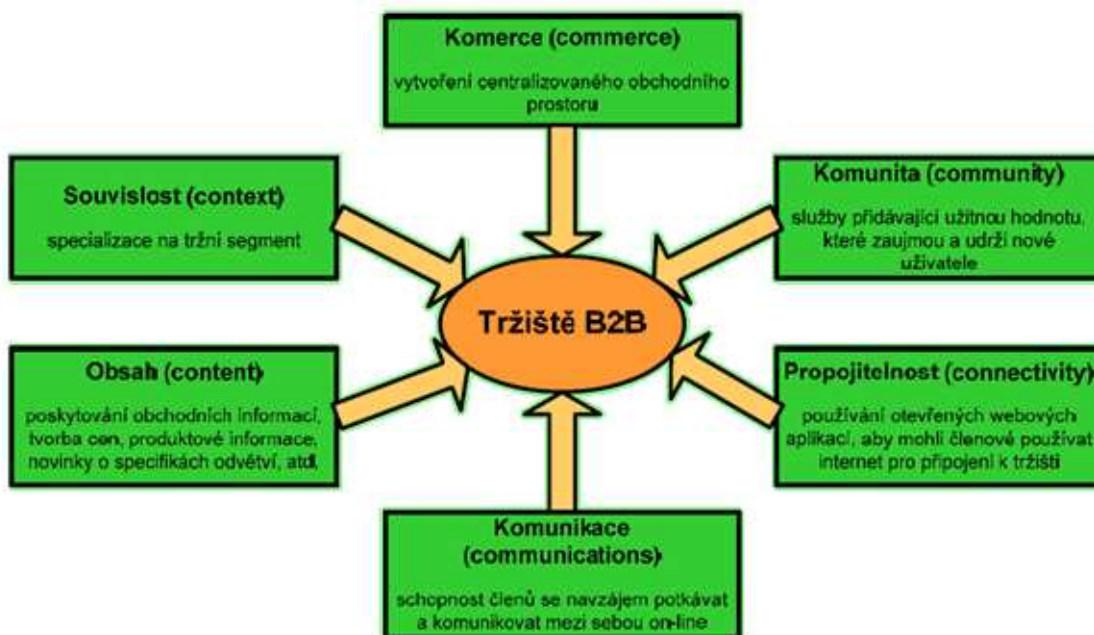 Komerce (commerce)
vytvoření centralizovaného obchodního
prostoru
Souvislost (context)
specializace na tržní segment
Komunita (community)
služby přidávající užitnou hodnotu,
které zaujmou a udrží nové
uživatele
Tržiště B2B
Obsah (content)
poskytování obchodních informací,
tvorba cen, produktové informace,
novinky o specifikách odvětví, atd.
Propojitelnost (connectivity)
používání otevřených webových
aplikací, aby mohli členové používat
internet pro připojení k tržišti
Komunikace
(communications)
schopnost členů se navzájem potkávat
a komunikovat mezi sebou on-line